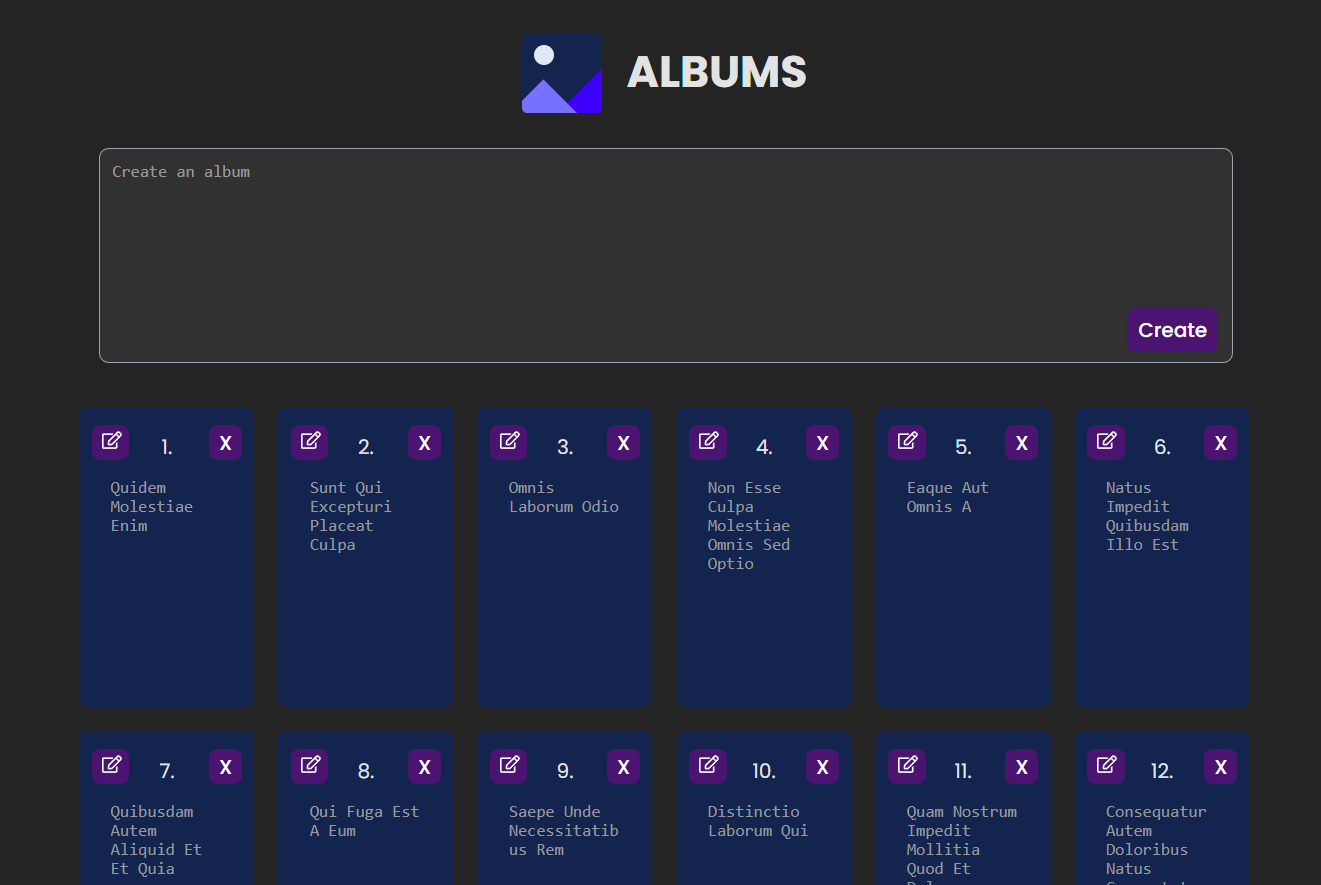 ALBUMS
Create an album
Create
1.
X
Quidem
Molestiae
Enim
2.
X
Sunt Qui
Excepturi
Placeat
Culpa
3.
X
Omnis
Laborum Odio
4.
X
Non Esse
Culpa
Molestiae
Omnis Sed
Optio
5.
X
Eaque Aut
Omnis A
6.
X
Natus
Impedit
Quibusdam
Illo Est
7.
X
Quibusdam
Autem
Aliquid Et
Et Quia
8.
X
Qui Fuga Est
A Eum
9.
X
Saepe Unde
Necessitatib
us Rem
10.
X
Distinctio
Laborum Qui
11.
X
Quam Nostrum
Impedit
Mollitia
Quod Et
12.
X
Consequatur
Autem
Doloribus
Natus